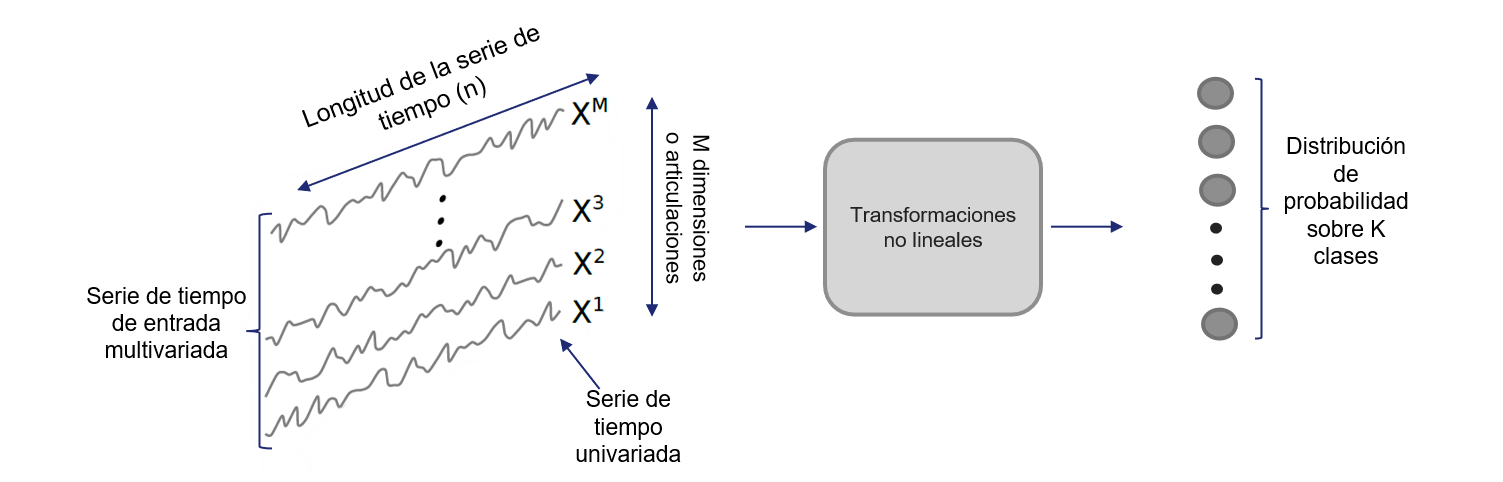 Longitud de la serie de
tiempo (n)
X^M
X^3
X^2
X^1
M dimensiones
o articulaciones
Serie de tiempo
de entrada
multivariada
Serie de
tiempo
univariada
Transformaciones
no lineales
Distribución
de
probabilidad
sobre K
clases